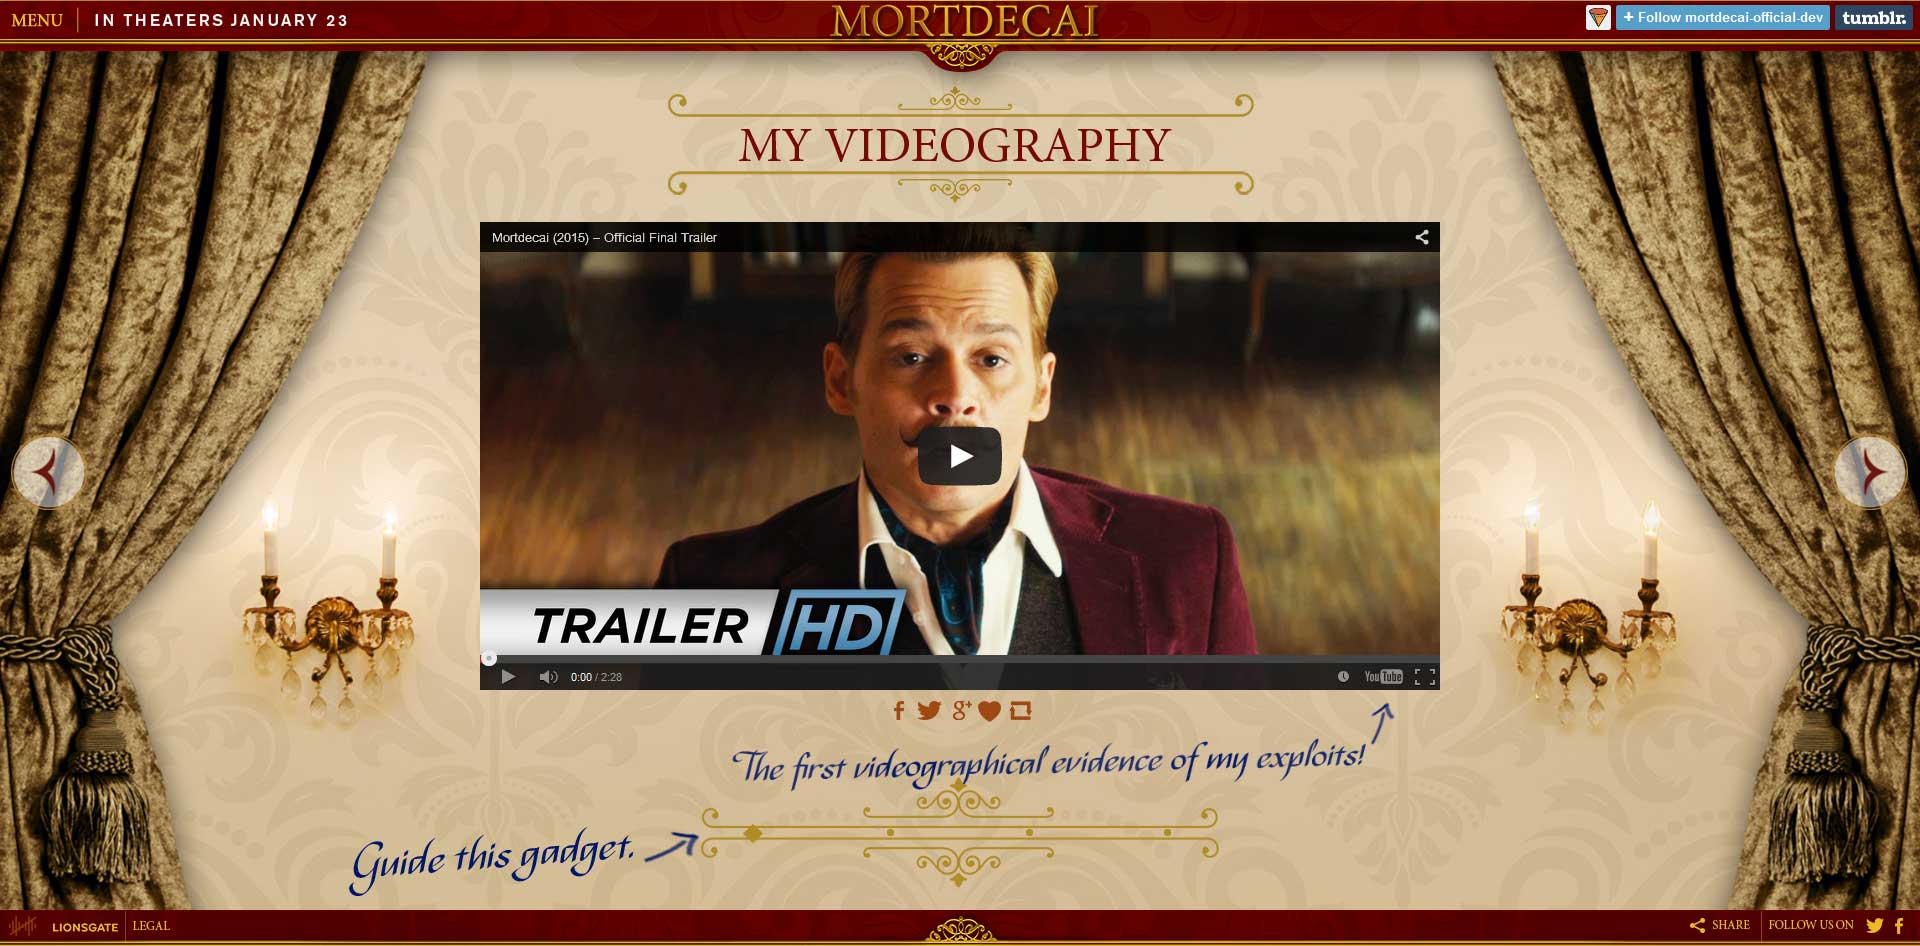 MENU
IN THEATERS JANUARY 23
MORTDECAI
+ Follow mortdecai-official-dev
tumblr.
MY VIDEOGRAPHY
Mortdecai (2015) – Official Final Trailer
TRAILER HD
0:00 / 2:28
YouTube
g+
The first videographical evidence of my exploits!
Guide this gadget.
LIONSGATE
LEGAL
SHARE
FOLLOW US ON